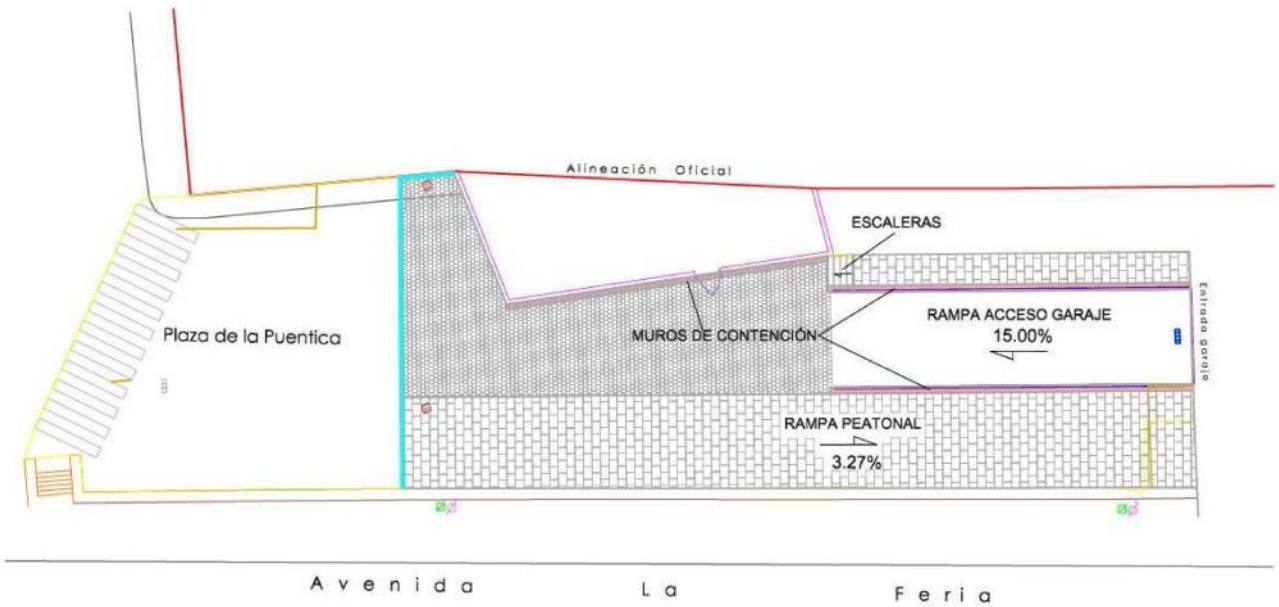 Alineación Oficial
ESCALERAS
Entrada garaje
RAMPA ACCESO GARAJE
15.00%
Plaza de la Puentica
MUROS DE CONTENCIÓN
RAMPA PEATONAL
3.27%
Avenida La Feria